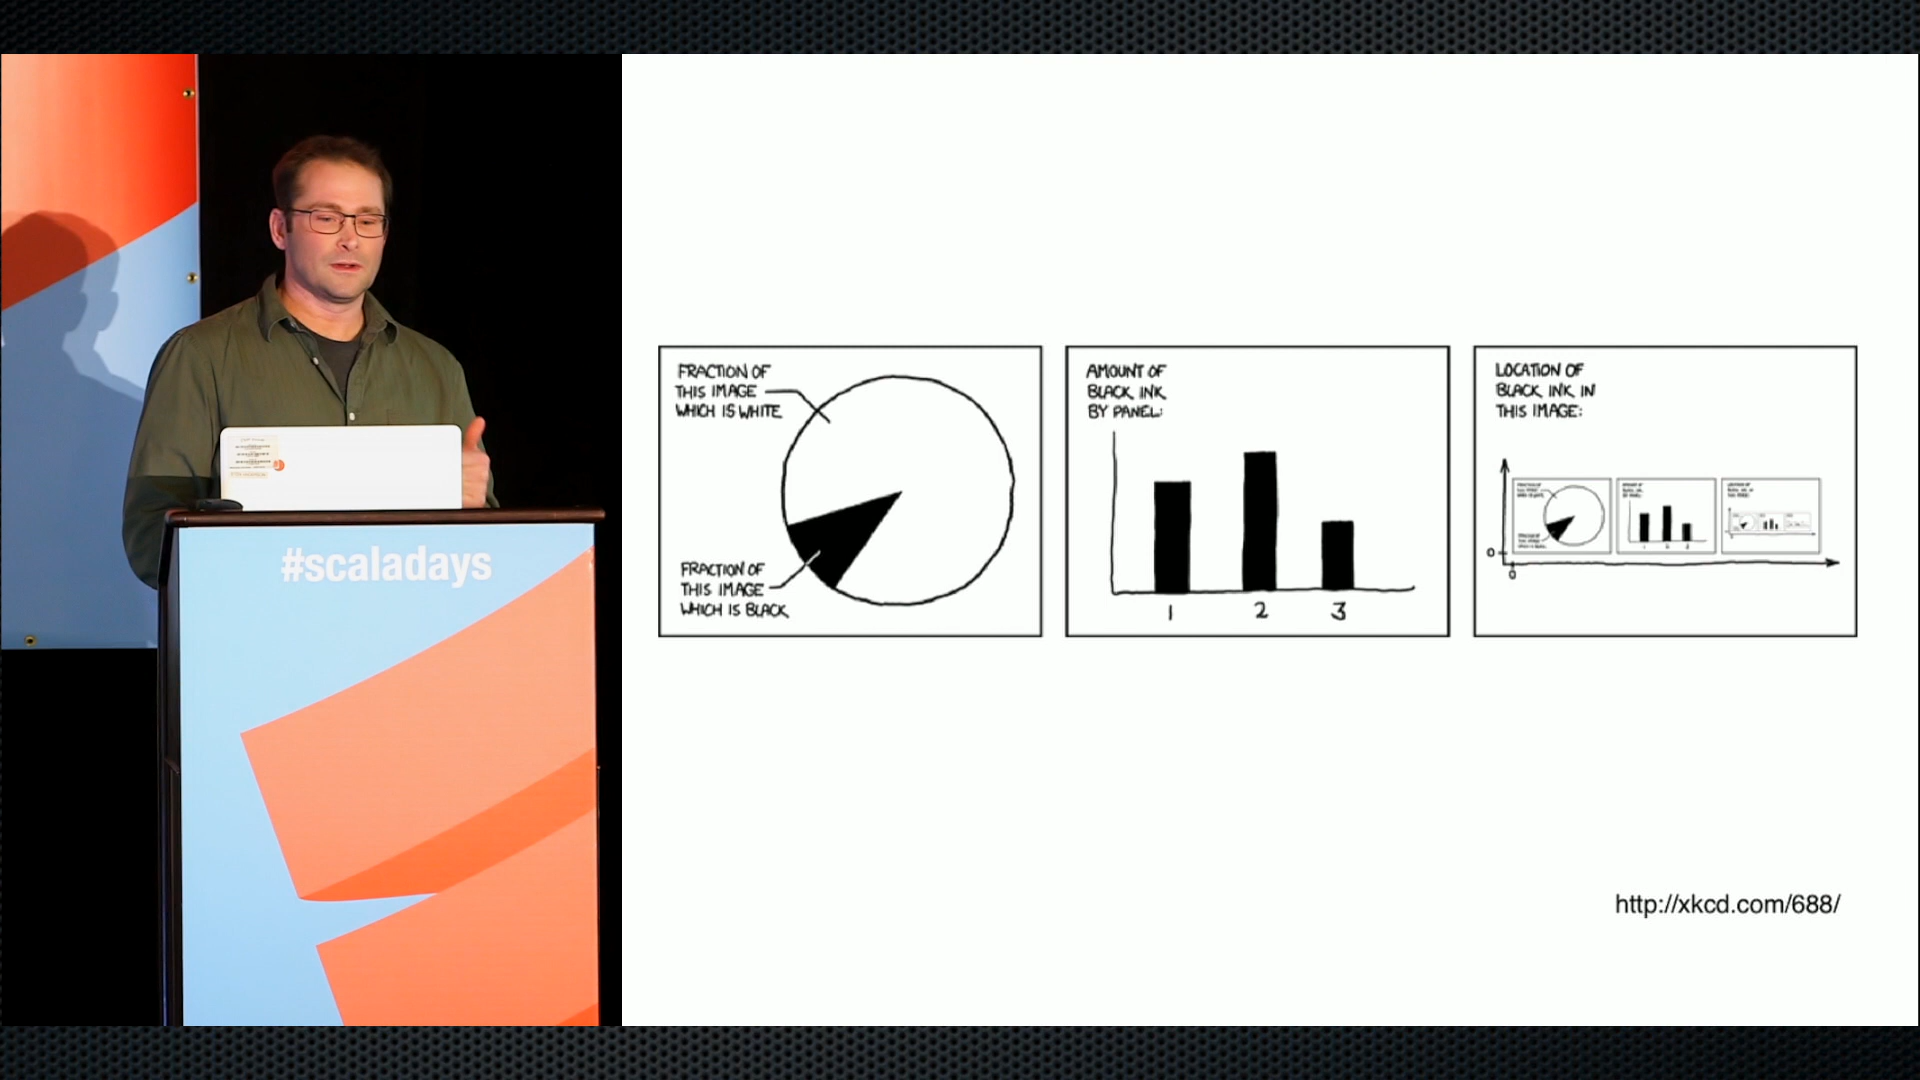 #scaladays
FRACTION OF
THIS IMAGE
WHICH IS WHITE
FRACTION OF
THIS IMAGE
WHICH IS BLACK
AMOUNT OF
BLACK INK
BY PANEL:
1 2 3
LOCATION OF
BLACK INK IN
THIS IMAGE:
0
0
http://xkcd.com/688/